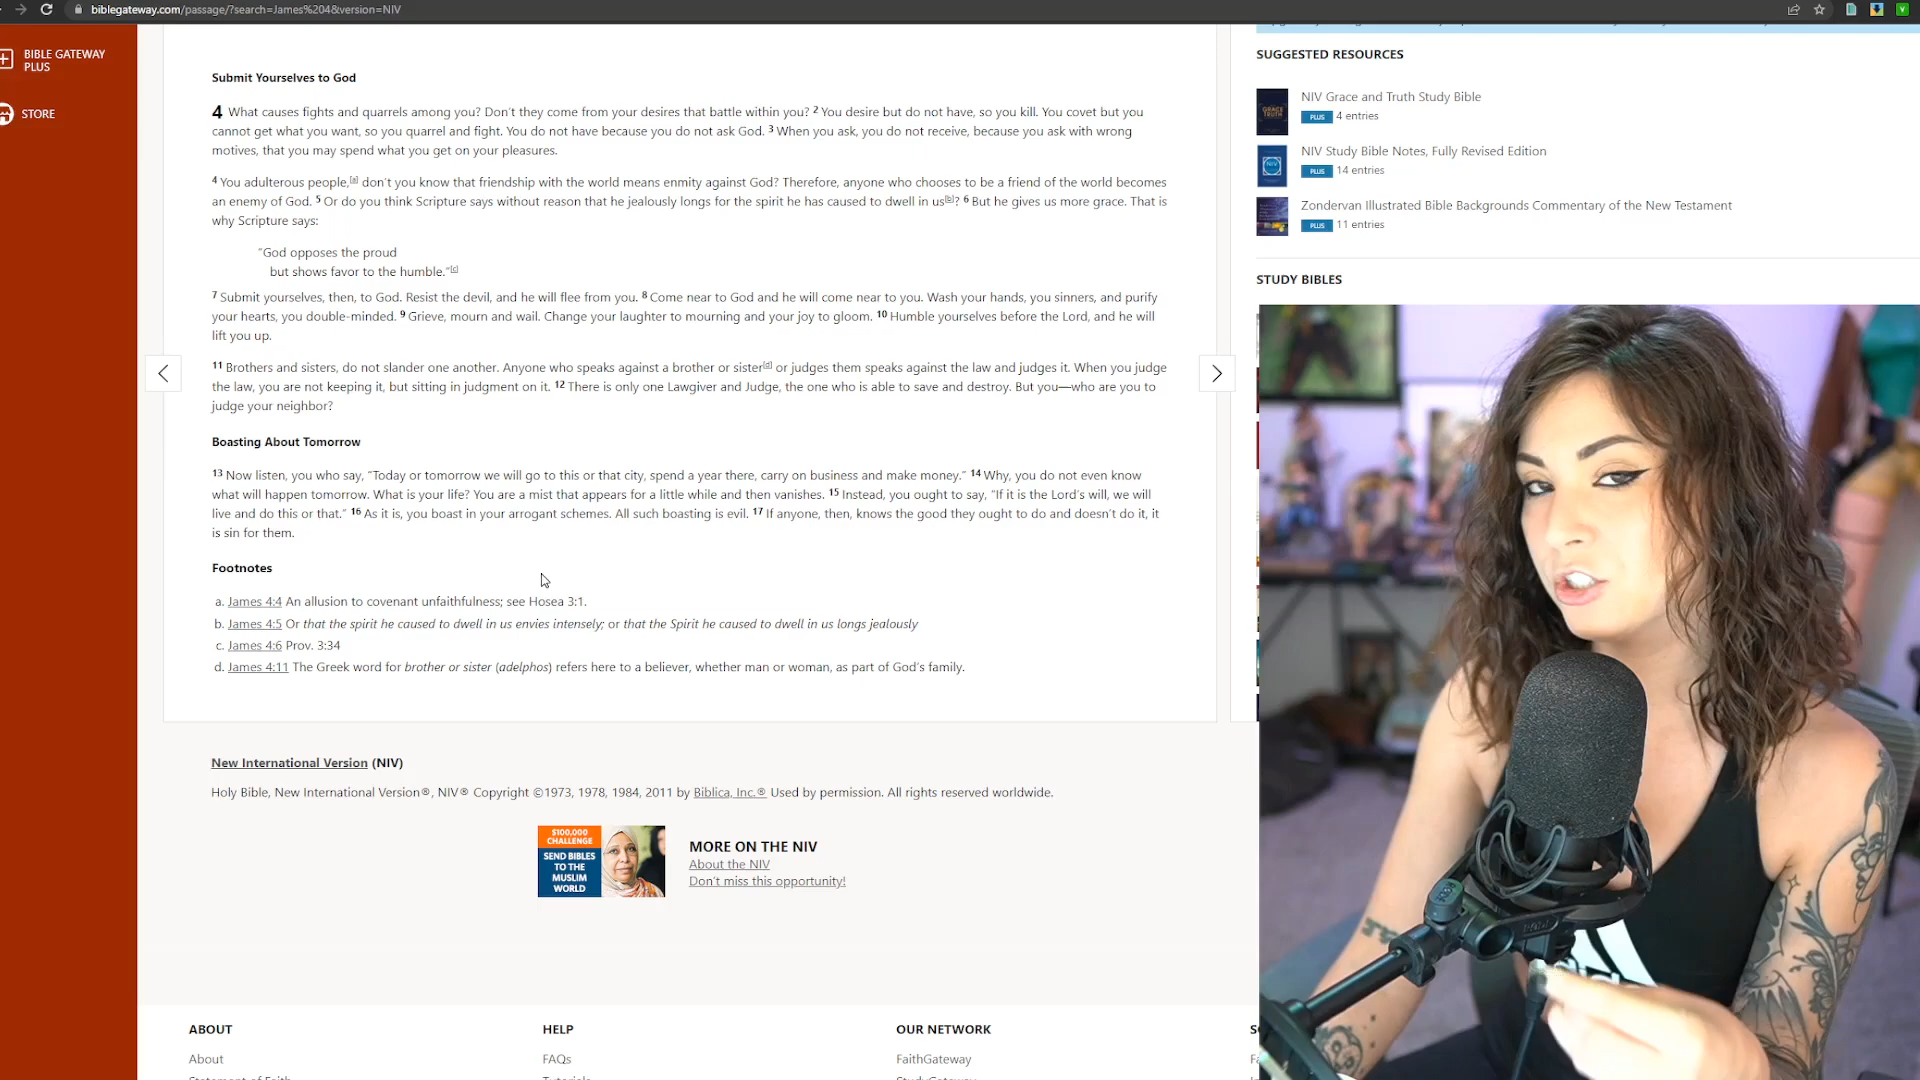 biblegateway.com/passage/?search=James%204&version=NIV
BIBLE GATEWAY
PLUS
STORE
Submit Yourselves to God
4 What causes fights and quarrels among you? Don't they come from your desires that battle within you? 2 You desire but do not have, so you kill. You covet but you
cannot get what you want, so you quarrel and fight. You do not have because you do not ask God. 3 When you ask, you do not receive, because you ask with wrong
motives, that you may spend what you get on your pleasures.
4 You adulterous people,[a] don't you know that friendship with the world means enmity against God? Therefore, anyone who chooses to be a friend of the world becomes
an enemy of God. 5 Or do you think Scripture says without reason that he jealously longs for the spirit he has caused to dwell in us[b]? 6 But he gives us more grace. That is
why Scripture says:
"God opposes the proud
but shows favor to the humble."[c]
7 Submit yourselves, then, to God. Resist the devil, and he will flee from you. 8 Come near to God and he will come near to you. Wash your hands, you sinners, and purify
your hearts, you double-minded. 9 Grieve, mourn and wail. Change your laughter to mourning and your joy to gloom. 10 Humble yourselves before the Lord, and he will
lift you up.
11 Brothers and sisters, do not slander one another. Anyone who speaks against a brother or sister[d] or judges them speaks against the law and judges it. When you judge
the law, you are not keeping it, but sitting in judgment on it. 12 There is only one Lawgiver and Judge, the one who is able to save and destroy. But you—who are you to
judge your neighbor?
Boasting About Tomorrow
13 Now listen, you who say, "Today or tomorrow we will go to this or that city, spend a year there, carry on business and make money." 14 Why, you do not even know
what will happen tomorrow. What is your life? You are a mist that appears for a little while and then vanishes. 15 Instead, you ought to say, "If it is the Lord's will, we will
live and do this or that." 16 As it is, you boast in your arrogant schemes. All such boasting is evil. 17 If anyone, then, knows the good they ought to do and doesn't do it, it
is sin for them.
Footnotes
a. James 4:4 An allusion to covenant unfaithfulness; see Hosea 3:1.
b. James 4:5 Or that the spirit he caused to dwell in us envies intensely; or that the Spirit he caused to dwell in us longs jealously
c. James 4:6 Prov. 3:34
d. James 4:11 The Greek word for brother or sister (adelphos) refers here to a believer, whether man or woman, as part of God's family.
New International Version (NIV)
Holy Bible, New International Version®, NIV® Copyright ©1973, 1978, 1984, 2011 by Biblica, Inc.® Used by permission. All rights reserved worldwide.
$100,000
CHALLENGE
SEND BIBLES
TO THE
MUSLIM
WORLD
MORE ON THE NIV
About the NIV
Don't miss this opportunity!
SUGGESTED RESOURCES
NIV Grace and Truth Study Bible
PLUS 4 entries
NIV Study Bible Notes, Fully Revised Edition
PLUS 14 entries
Zondervan Illustrated Bible Backgrounds Commentary of the New Testament
PLUS 11 entries
STUDY BIBLES
ABOUT
About
HELP
FAQs
OUR NETWORK
FaithGateway